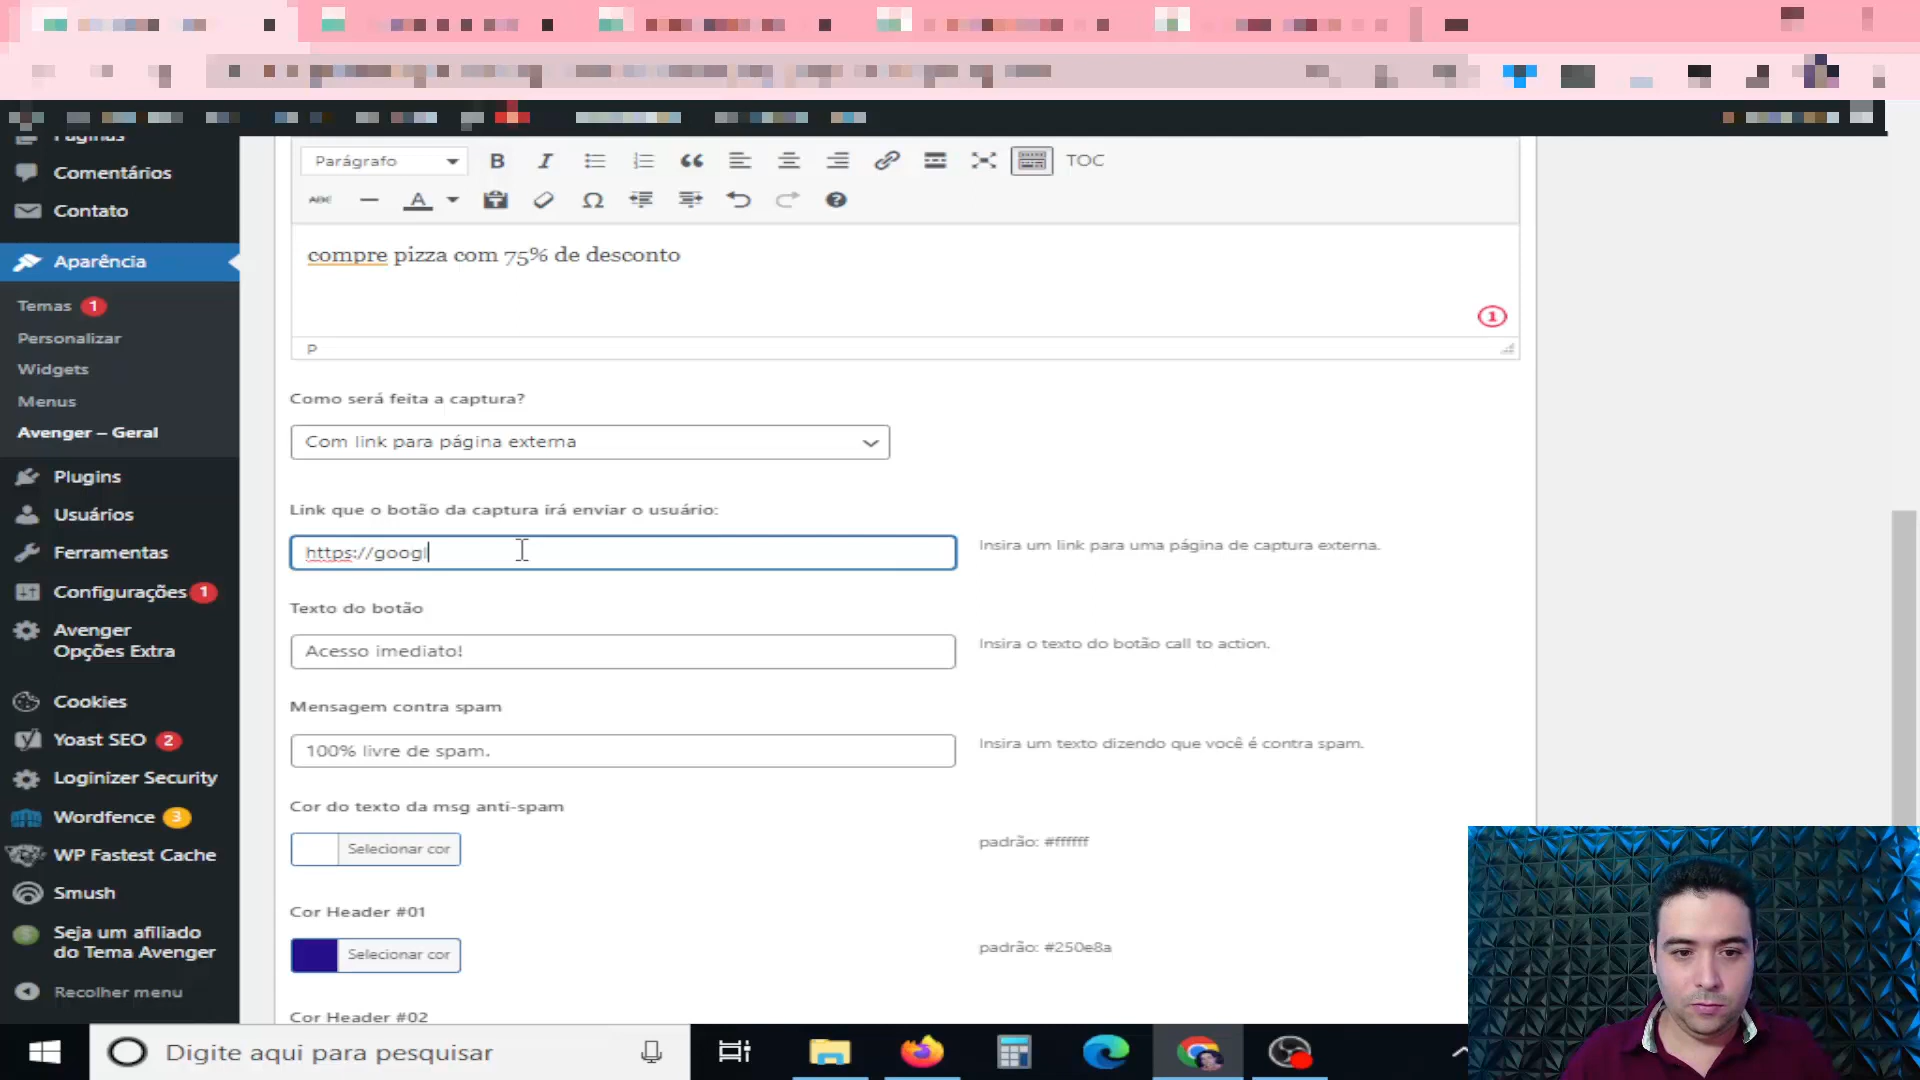 Páginas
Comentários
Contato
Aparência
Temas 1
Personalizar
Widgets
Menus
Avenger – Geral
Plugins
Usuários
Ferramentas
Configurações 1
Avenger
Opções Extra
Cookies
Yoast SEO 2
Loginizer Security
Wordfence 3
WP Fastest Cache
Smush
Seja um afiliado
do Tema Avenger
Recolher menu
Parágrafo
B I TOC
ABC A
compre pizza com 75% de desconto
1
P
Como será feita a captura?
Com link para página externa
Link que o botão da captura irá enviar o usuário:
https://googl
Insira um link para uma página de captura externa.
Texto do botão
Acesso imediato!
Insira o texto do botão call to action.
Mensagem contra spam
100% livre de spam.
Insira um texto dizendo que você é contra spam.
Cor do texto da msg anti-spam
Selecionar cor
padrão: #ffffff
Cor Header #01
Selecionar cor
padrão: #250e8a
Cor Header #02
Digite aqui para pesquisar